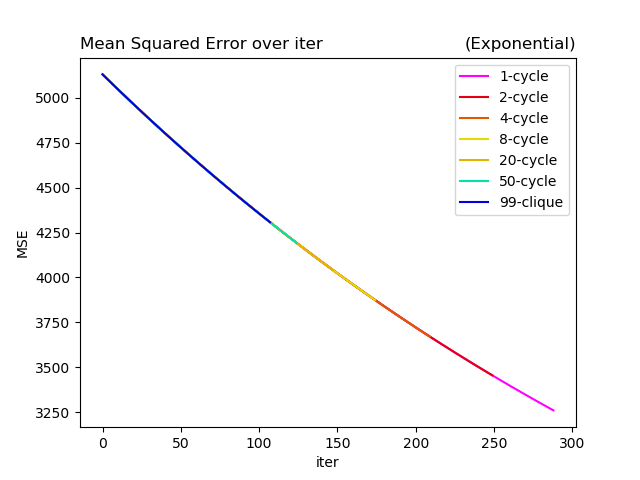 Mean Squared Error over iter (Exponential)
1-cycle
2-cycle
4-cycle
8-cycle
20-cycle
50-cycle
99-clique
MSE
5000
4750
4500
4250
4000
3750
3500
3250
0 50 100 150 200 250 300
iter